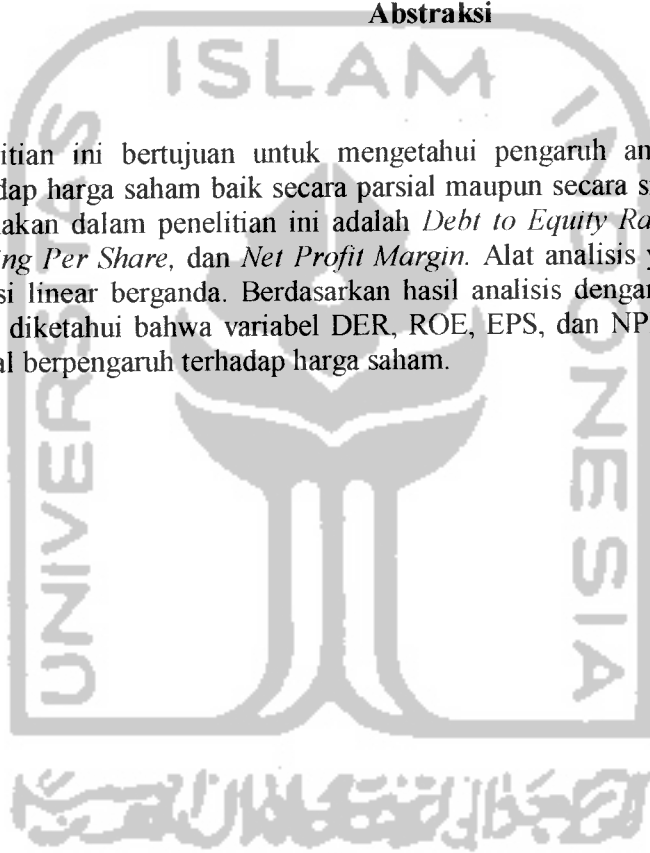 Abstraksi
ISLAM
UNIVERSITAS
INDONESIA
itian ini bertujuan untuk mengetahui pengaruh an
dap harga saham baik secara parsial maupun secara s
akan dalam penelitian ini adalah Debt to Equity Ra
ing Per Share, dan Net Profit Margin. Alat analisis y
si linear berganda. Berdasarkan hasil analisis dengan
diketahui bahwa variabel DER, ROE, EPS, dan NP
al berpengaruh terhadap harga saham.